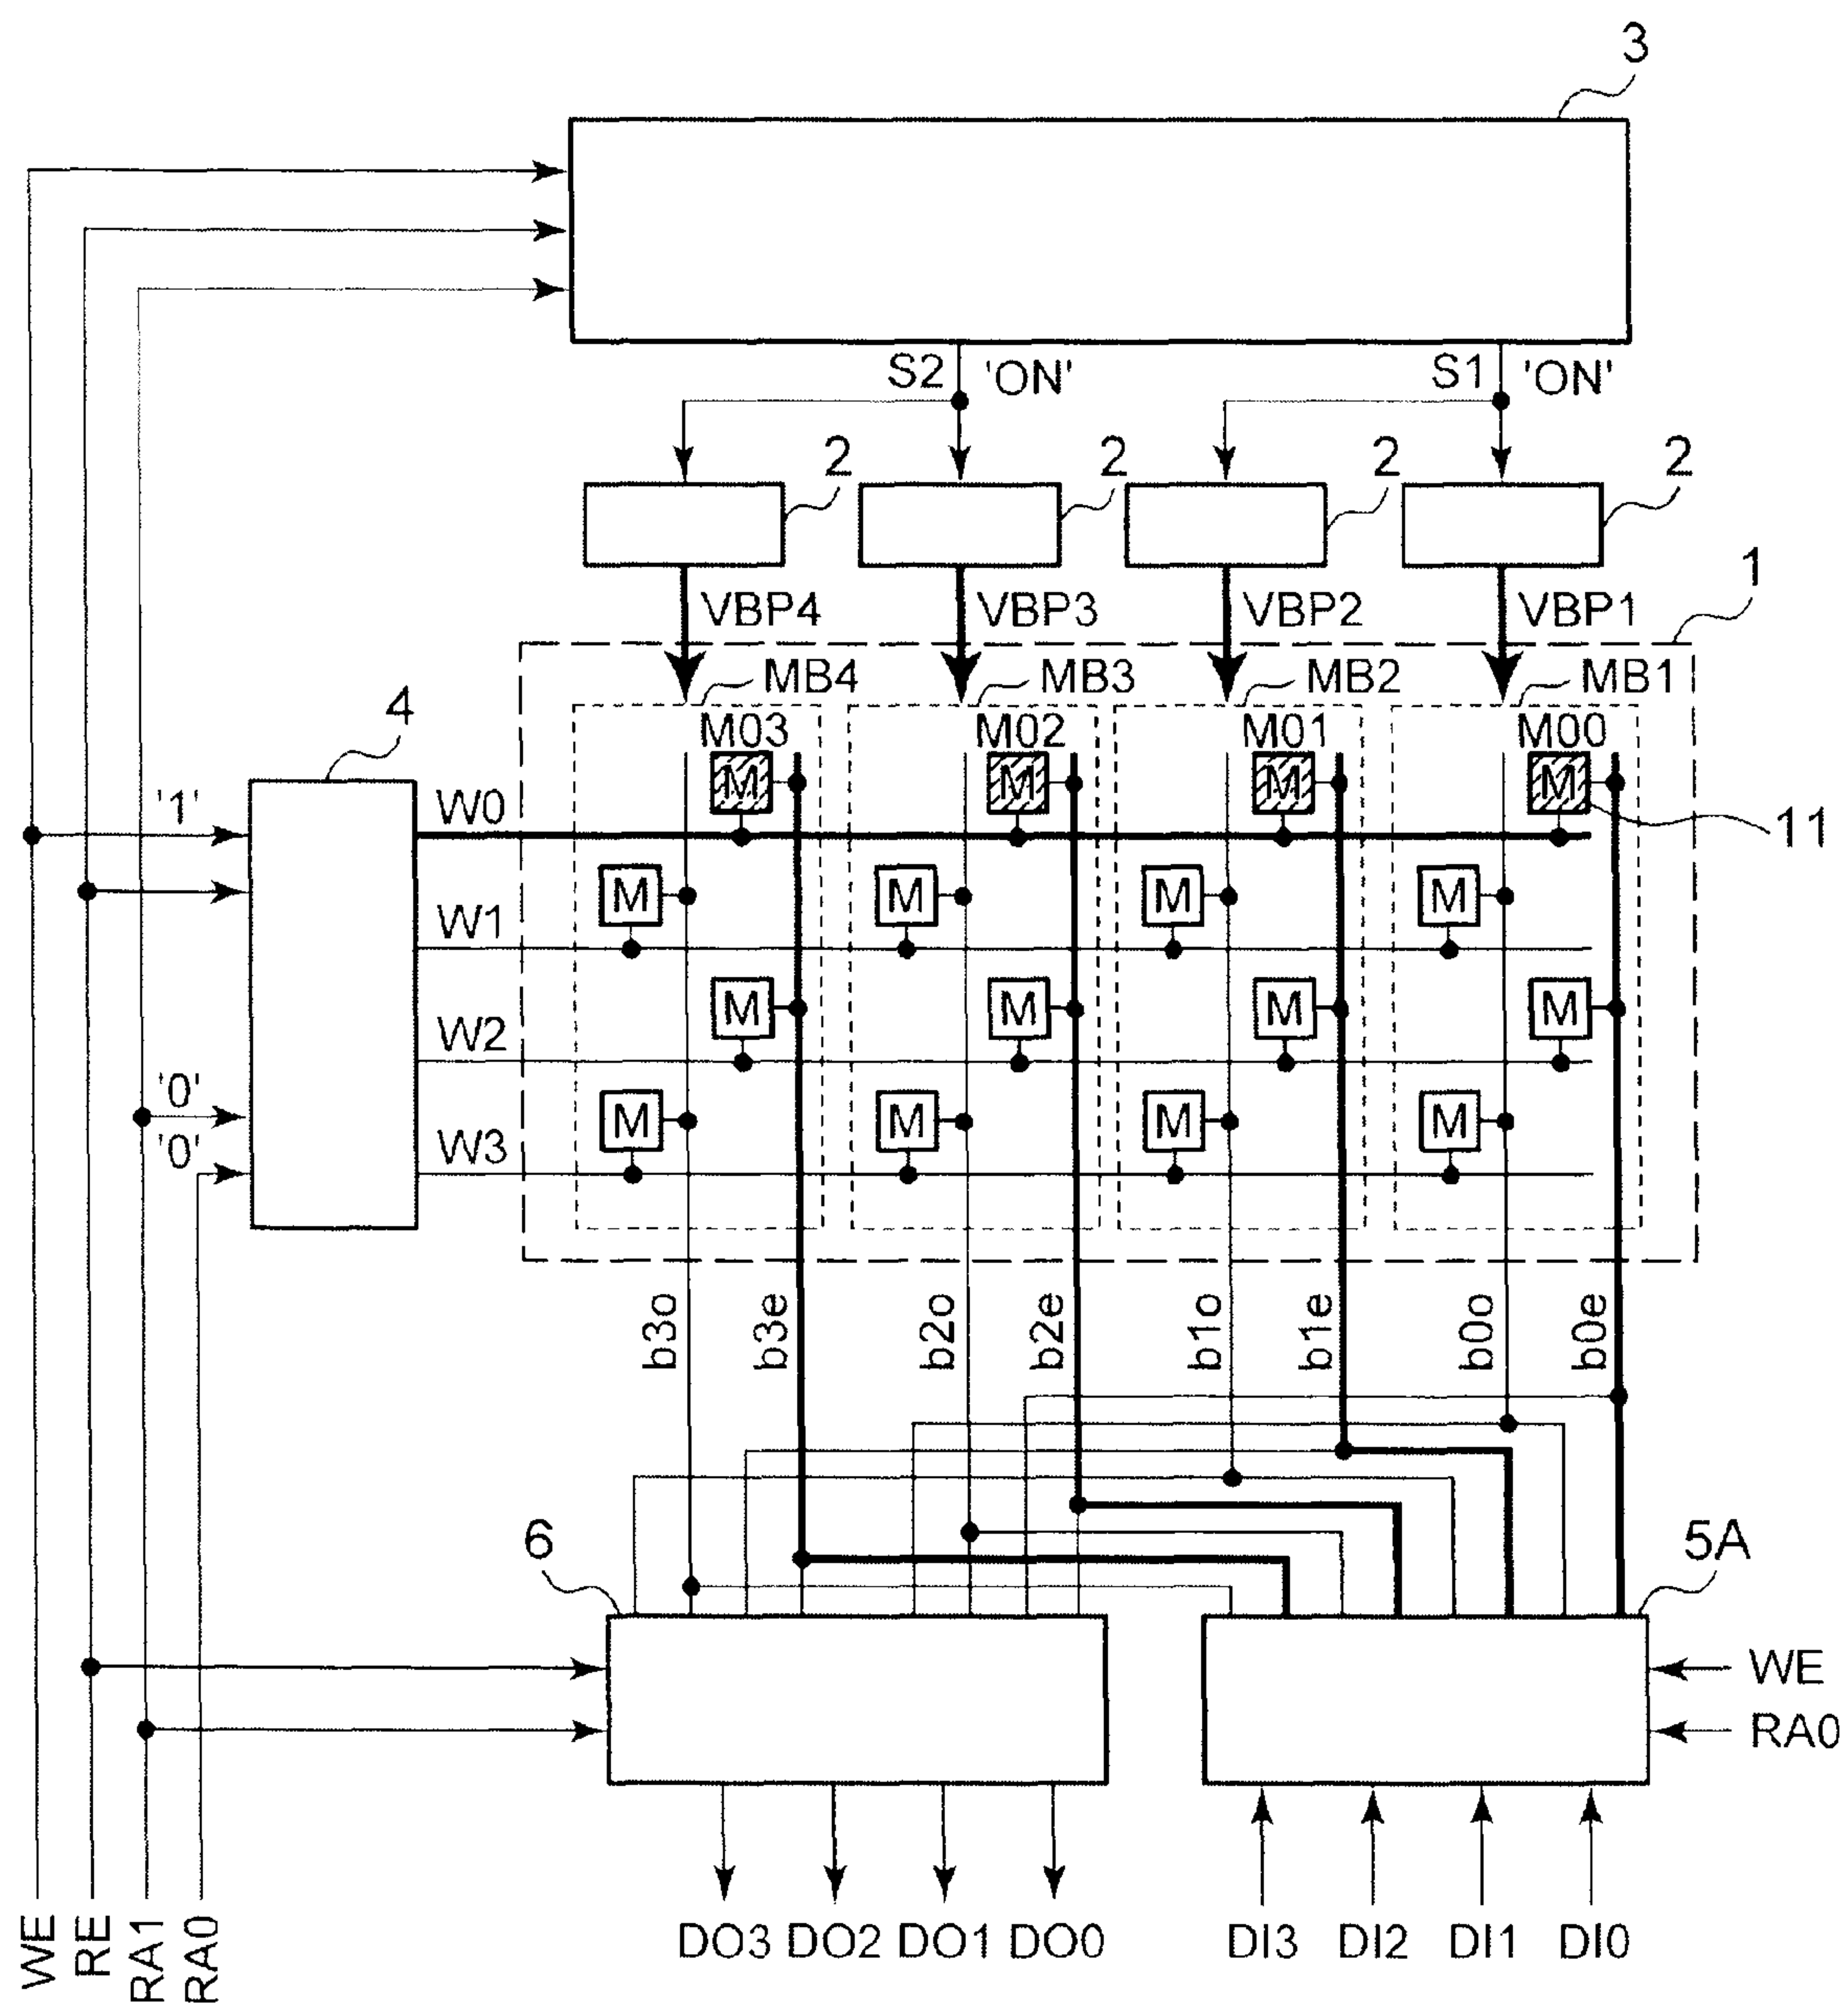 3
S2 'ON' S1 'ON'
2 2 2 2
VBP4 VBP3 VBP2 VBP1 1
MB4 MB3 MB2 MB1
4 M03 M02 M01 M00
M M M M
'1' W0 11
M M M M
W1
M M M M
W2
'0'
M M M M
'0' W3
b3o b3e b2o b2e b1o b1e b0o b0e
6 5A
WE
RA0
WE RE RA1 RA0
DO3 DO2 DO1 DO0 DI3 DI2 DI1 DI0